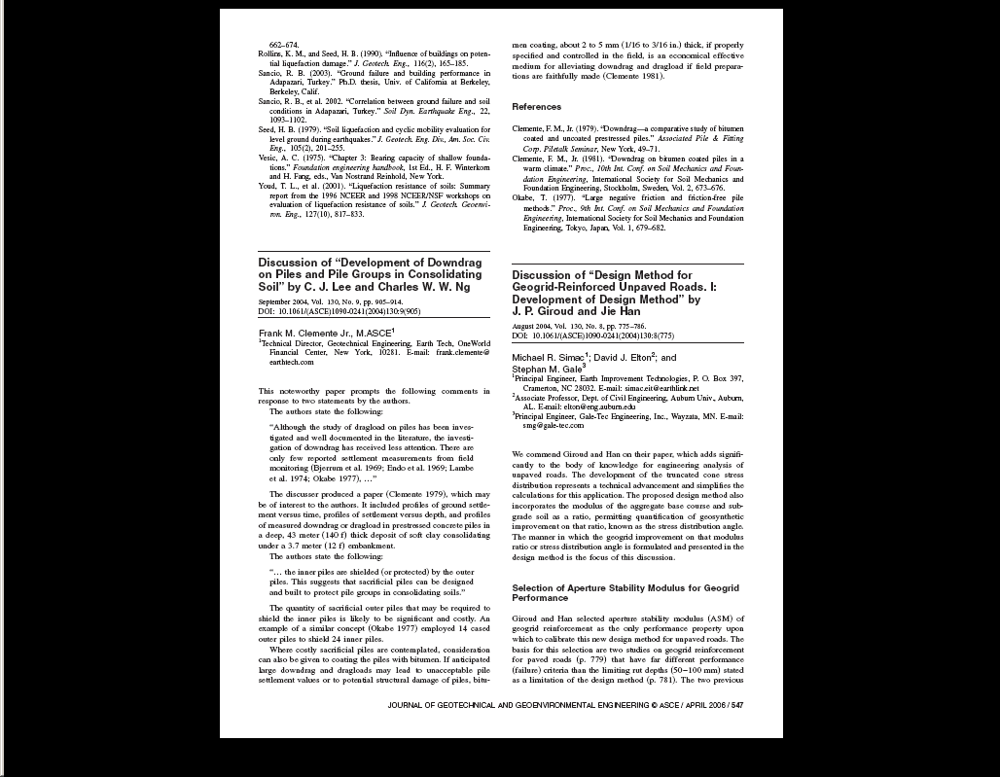 662–674.
Rollins, K. M., and Seed, H. B. (1990). “Influence of buildings on poten-
tial liquefaction damage.” J. Geotech. Eng., 116(2), 165–185.
Sancio, R. B. (2003). “Ground failure and building performance in
Adapazari, Turkey.” Ph.D. thesis, Univ. of California at Berkeley,
Berkeley, Calif.
Sancio, R. B., et al. 2002. “Correlation between ground failure and soil
conditions in Adapazari, Turkey.” Soil Dyn. Earthquake Eng., 22,
1093–1102.
Seed, H. B. (1979). “Soil liquefaction and cyclic mobility evaluation for
level ground during earthquakes.” J. Geotech. Eng. Div., Am. Soc. Civ.
Eng., 105(2), 201–255.
Vesic, A. C. (1975). “Chapter 3: Bearing capacity of shallow founda-
tions.” Foundation engineering handbook, 1st Ed., H. F. Winterkorn
and H. Fang, eds., Van Nostrand Reinhold, New York.
Youd, T. L., et al. (2001). “Liquefaction resistance of soils: Summary
report from the 1996 NCEER and 1998 NCEER/NSF workshops on
evaluation of liquefaction resistance of soils.” J. Geotech. Geoenvi-
ron. Eng., 127(10), 817–833.
Discussion of “Development of Downdrag
on Piles and Pile Groups in Consolidating
Soil” by C. J. Lee and Charles W. W. Ng
September 2004, Vol. 130, No. 9, pp. 905–914.
DOI: 10.1061/(ASCE)1090-0241(2004)130:9(905)
Frank M. Clemente Jr., M.ASCE1
1Technical Director, Geotechnical Engineering, Earth Tech, OneWorld
Financial Center, New York, 10281. E-mail: frank.clemente@
earthtech.com
This noteworthy paper prompts the following comments in
response to two statements by the authors.
The authors state the following:
“Although the study of dragload on piles has been inves-
tigated and well documented in the literature, the investi-
gation of downdrag has received less attention. There are
only few reported settlement measurements from field
monitoring (Bjerrum et al. 1969; Endo et al. 1969; Lambe
et al. 1974; Okabe 1977), …”
The discusser produced a paper (Clemente 1979), which may
be of interest to the authors. It included profiles of ground settle-
ment versus time, profiles of settlement versus depth, and profiles
of measured downdrag or dragload in prestressed concrete piles in
a deep, 43 meter (140 f) thick deposit of soft clay consolidating
under a 3.7 meter (12 f) embankment.
The authors state the following:
“… the inner piles are shielded (or protected) by the outer
piles. This suggests that sacrificial piles can be designed
and built to protect pile groups in consolidating soils.”
The quantity of sacrificial outer piles that may be required to
shield the inner piles is likely to be significant and costly. An
example of a similar concept (Okabe 1977) employed 14 cased
outer piles to shield 24 inner piles.
Where costly sacrificial piles are contemplated, consideration
can also be given to coating the piles with bitumen. If anticipated
large downdrag and dragloads may lead to unacceptable pile
settlement values or to potential structural damage of piles, bitu-
men coating, about 2 to 5 mm (1/16 to 3/16 in.) thick, if properly
specified and controlled in the field, is an economical effective
medium for alleviating downdrag and dragload if field prepara-
tions are faithfully made (Clemente 1981).
References
Clemente, F. M., Jr. (1979). “Downdrag—a comparative study of bitumen
coated and uncoated prestressed piles.” Associated Pile & Fitting
Corp. Piletalk Seminar, New York, 49–71.
Clemente, F. M., Jr. (1981). “Downdrag on bitumen coated piles in a
warm climate.” Proc., 10th Int. Conf. on Soil Mechanics and Foun-
dation Engineering, International Society for Soil Mechanics and
Foundation Engineering, Stockholm, Sweden, Vol. 2, 673–676.
Okabe, T. (1977). “Large negative friction and friction-free pile
methods.” Proc., 9th Int. Conf. on Soil Mechanics and Foundation
Engineering, International Society for Soil Mechanics and Foundation
Engineering, Tokyo, Japan, Vol. 1, 679–682.
Discussion of “Design Method for
Geogrid-Reinforced Unpaved Roads. I:
Development of Design Method” by
J. P. Giroud and Jie Han
August 2004, Vol. 130, No. 8, pp. 775–786.
DOI: 10.1061/(ASCE)1090-0241(2004)130:8(775)
Michael R. Simac1; David J. Elton2; and
Stephan M. Gale3
1Principal Engineer, Earth Improvement Technologies, P. O. Box 397,
Cramerton, NC 28032. E-mail: simac.eit@earthlink.net
2Associate Professor, Dept. of Civil Engineering, Auburn Univ., Auburn,
AL. E-mail: elton@eng.auburn.edu
3Principal Engineer, Gale-Tec Engineering, Inc., Wayzata, MN. E-mail:
smg@gale-tec.com
We commend Giroud and Han on their paper, which adds signifi-
cantly to the body of knowledge for engineering analysis of
unpaved roads. The development of the truncated cone stress
distribution represents a technical advancement and simplifies the
calculations for this application. The proposed design method also
incorporates the modulus of the aggregate base course and sub-
grade soil as a ratio, permitting quantification of geosynthetic
improvement on that ratio, known as the stress distribution angle.
The manner in which the geogrid improvement on that modulus
ratio or stress distribution angle is formulated and presented in the
design method is the focus of this discussion.
Selection of Aperture Stability Modulus for Geogrid
Performance
Giroud and Han selected aperture stability modulus (ASM) of
geogrid reinforcement as the only performance property upon
which to calibrate this new design method for unpaved roads. The
basis for this selection are two studies on geogrid reinforcement
for paved roads (p. 779) that have far different performance
(failure) criteria than the limiting rut depths (50–100 mm) stated
as a limitation of the design method (p. 781). The two previous
JOURNAL OF GEOTECHNICAL AND GEOENVIRONMENTAL ENGINEERING © ASCE / APRIL 2006 / 547